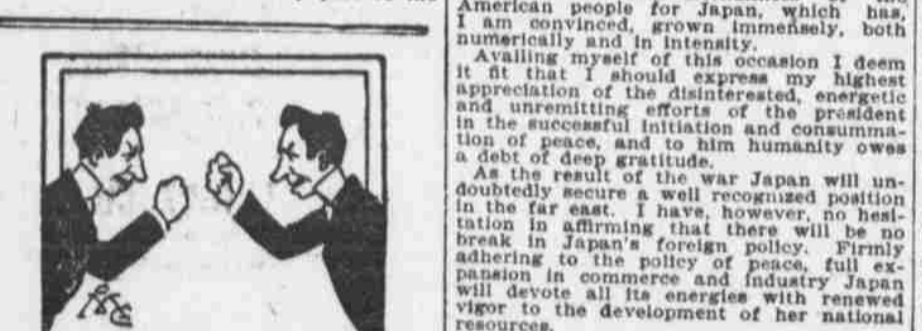 American people for Japan, which has,
I am convinced, grown immensely, both
numerically and in intensity.
Availing myself of this occasion I deem
it fit that I should express my highest
appreciation of the disinterested, energetic
and unremitting efforts of the president
in the successful initiation and consumma-
tion of peace, and to him humanity owes
a debt of deep gratitude.
As the result of the war Japan will un-
doubtedly secure a well recognized position
in the far east. I have, however, no hesi-
tation in affirming that there will be no
break in Japan's foreign policy. Firmly
adhering to the policy of peace, full ex-
pansion in commerce and industry Japan
will devote all its energies with renewed
vigor to the development of her national
resources.